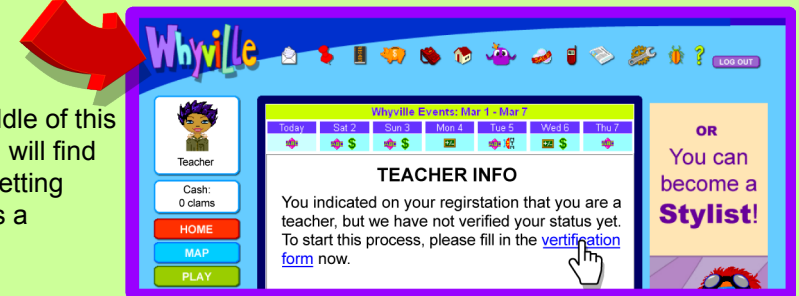 Whyville
LOG OUT
ddle of this
will find
etting
s a
Teacher
Cash:
0 clams
HOME
MAP
PLAY
Whyville Events: Mar 1 - Mar 7
Today Sat 2 Sun 3 Mon 4 Tue 5 Wed 6 Thu 7
TEACHER INFO
You indicated on your regirstration that you are a
teacher, but we have not verified your status yet.
To start this process, please fill in the vertification
form now.
OR
You can
become a
Stylist!